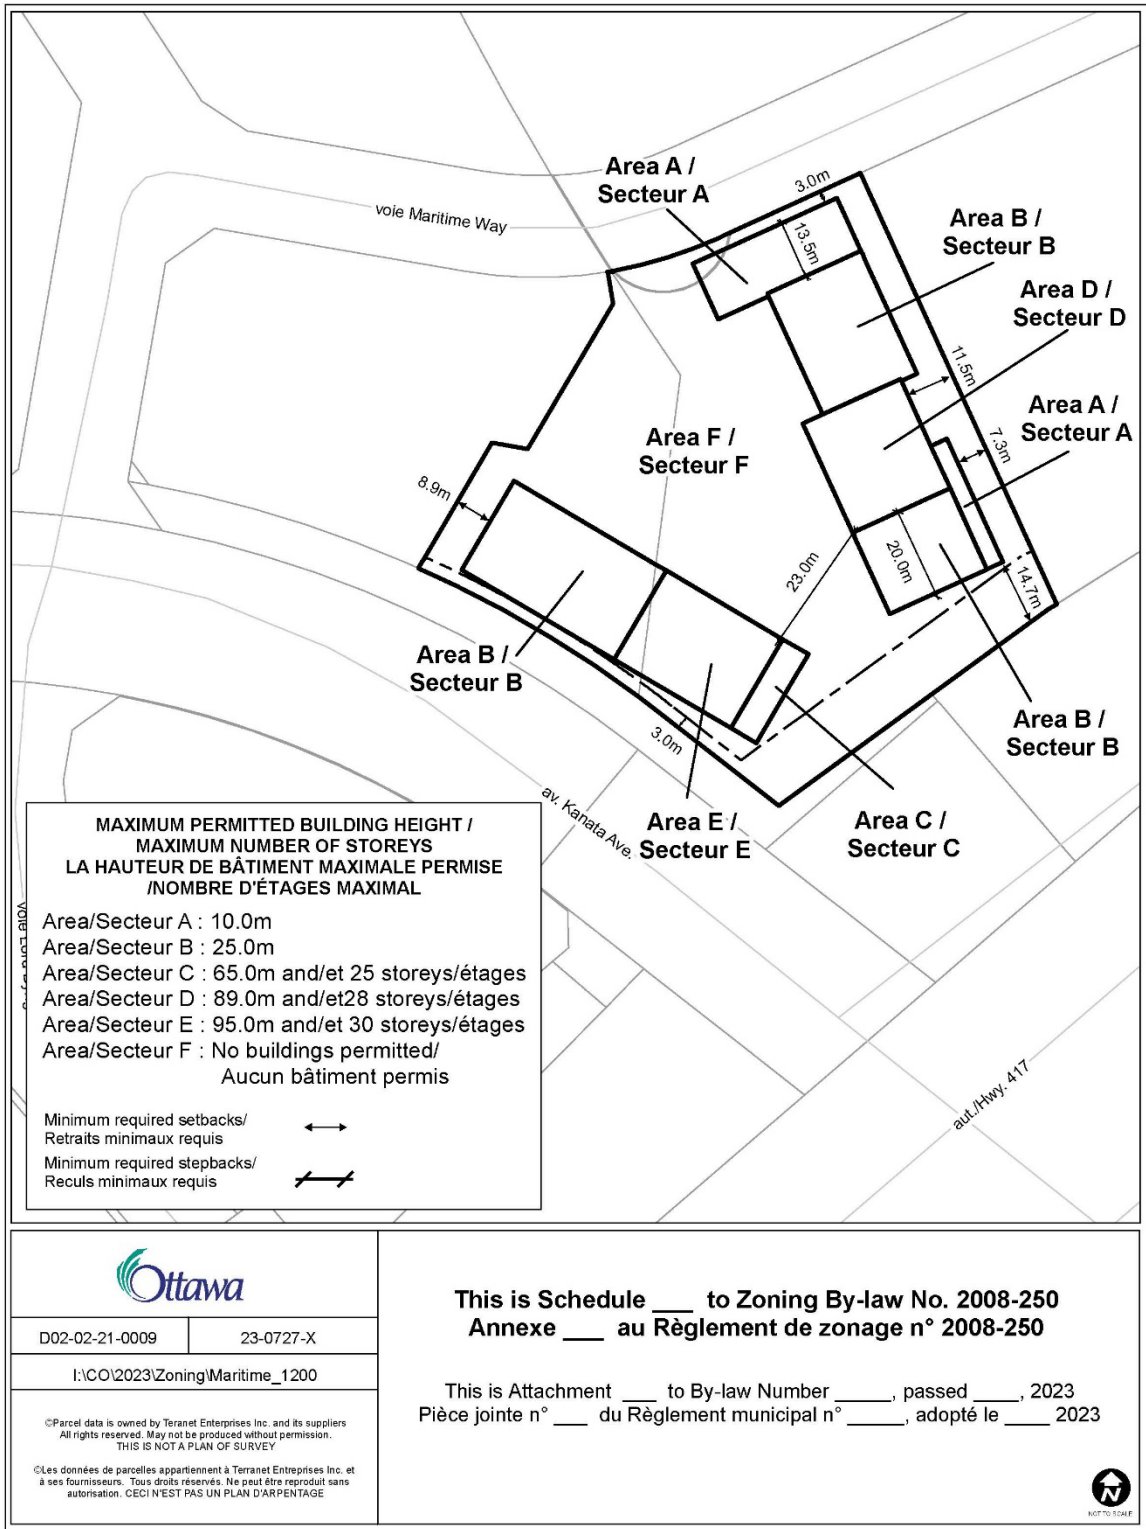 Area A /
Secteur A
3.0m
voie Maritime Way
13.5m
Area B /
Secteur B
Area D /
Secteur D
11.5m
Area A /
Secteur A
7.3m
Area F /
Secteur F
8.9m
23.0m
20.0m
14.7m
Area B /
Secteur B
Area B /
Secteur B
3.0m
av. Kanata Ave.
Area E /
Secteur E
Area C /
Secteur C
aut./Hwy. 417
MAXIMUM PERMITTED BUILDING HEIGHT /
MAXIMUM NUMBER OF STOREYS
LA HAUTEUR DE BÂTIMENT MAXIMALE PERMISE
/NOMBRE D'ÉTAGES MAXIMAL
Area/Secteur A : 10.0m
Area/Secteur B : 25.0m
Area/Secteur C : 65.0m and/et 25 storeys/étages
Area/Secteur D : 89.0m and/et28 storeys/étages
Area/Secteur E : 95.0m and/et 30 storeys/étages
Area/Secteur F : No buildings permitted/
Aucun bâtiment permis
Minimum required setbacks/
Retraits minimaux requis
Minimum required stepbacks/
Reculs minimaux requis
Ottawa
D02-02-21-0009 23-0727-X
I:\CO\2023\Zoning\Maritime_1200
©Parcel data is owned by Teranet Enterprises Inc. and its suppliers
All rights reserved. May not be produced without permission.
THIS IS NOT A PLAN OF SURVEY
©Les données de parcelles appartiennent à Terranet Entreprises Inc. et
à ses fournisseurs. Tous droits réservés. Ne peut être reproduit sans
autorisation. CECI N'EST PAS UN PLAN D'ARPENTAGE
This is Schedule ___ to Zoning By-law No. 2008-250
Annexe ___ au Règlement de zonage n° 2008-250
This is Attachment ___ to By-law Number _____, passed ____, 2023
Pièce jointe n° ___ du Règlement municipal n° _____, adopté le ____ 2023
N
NOT TO SCALE